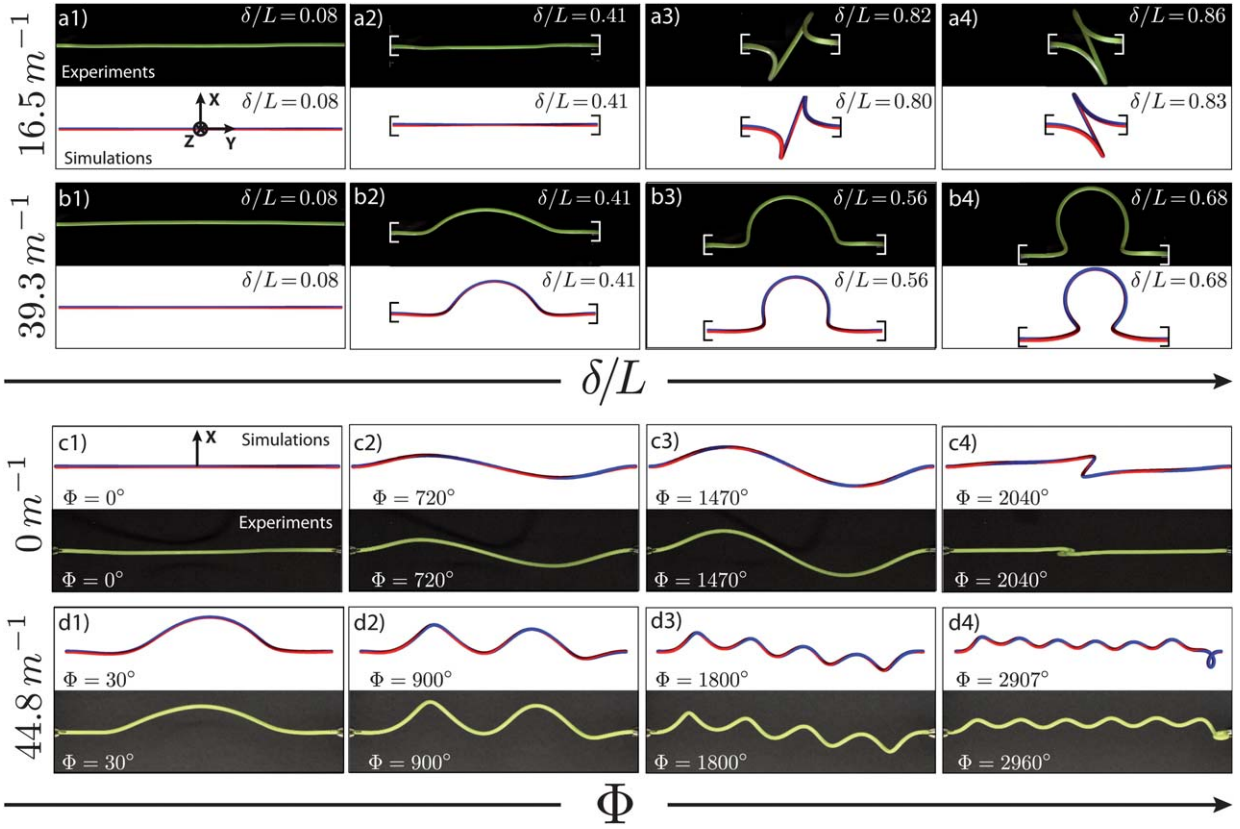 16.5 m⁻¹
a1) δ/L=0.08
Experiments
δ/L=0.08
X
Z Y
Simulations
a2) δ/L=0.41
δ/L=0.41
a3) δ/L=0.82
δ/L=0.80
a4) δ/L=0.86
δ/L=0.83
39.3 m⁻¹
b1) δ/L=0.08
δ/L=0.08
b2) δ/L=0.41
δ/L=0.41
b3) δ/L=0.56
δ/L=0.56
b4) δ/L=0.68
δ/L=0.68
δ/L
0 m⁻¹
c1) X Simulations
Φ = 0°
Experiments
Φ = 0°
c2)
Φ = 720°
Φ = 720°
c3)
Φ = 1470°
Φ = 1470°
c4)
Φ = 2040°
Φ = 2040°
44.8 m⁻¹
d1)
Φ = 30°
Φ = 30°
d2)
Φ = 900°
Φ = 900°
d3)
Φ = 1800°
Φ = 1800°
d4)
Φ = 2907°
Φ = 2960°
Φ